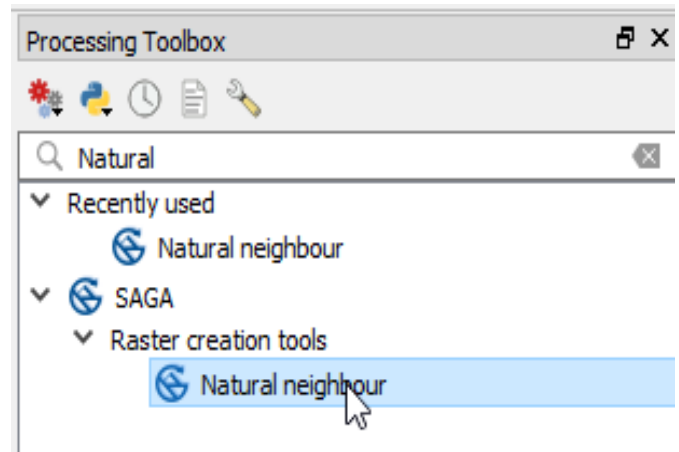 Processing Toolbox
Natural
Recently used
Natural neighbour
SAGA
Raster creation tools
Natural neighbour